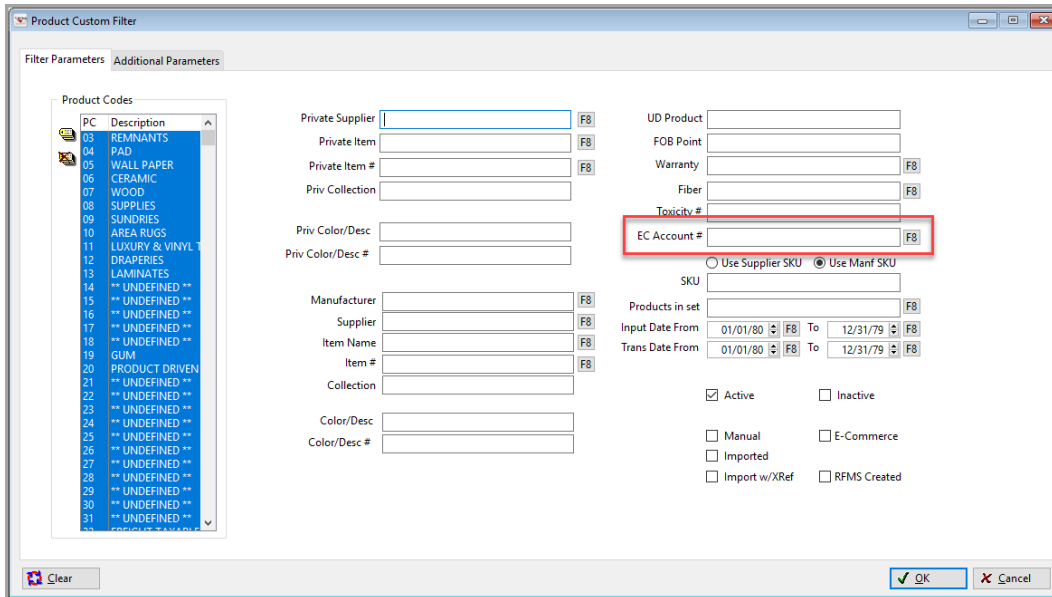 Product Custom Filter
Filter Parameters
Additional Parameters
Product Codes
PC Description
03 REMNANTS
04 PAD
05 WALL PAPER
06 CERAMIC
07 WOOD
08 SUPPLIES
09 SUNDRIES
10 AREA RUGS
11 LUXURY & VINYL T
12 DRAPERIES
13 LAMINATES
14 ** UNDEFINED **
15 ** UNDEFINED **
16 ** UNDEFINED **
17 ** UNDEFINED **
18 ** UNDEFINED **
19 GUM
20 PRODUCT DRIVEN
21 ** UNDEFINED **
22 ** UNDEFINED **
23 ** UNDEFINED **
24 ** UNDEFINED **
25 ** UNDEFINED **
26 ** UNDEFINED **
27 ** UNDEFINED **
28 ** UNDEFINED **
29 ** UNDEFINED **
30 ** UNDEFINED **
31 ** UNDEFINED **
Private Supplier F8
Private Item F8
Private Item # F8
Priv Collection
Priv Color/Desc
Priv Color/Desc #
Manufacturer F8
Supplier F8
Item Name F8
Item # F8
Collection
Color/Desc
Color/Desc #
UD Product
FOB Point
Warranty F8
Fiber F8
Toxicity #
EC Account # F8
Use Supplier SKU Use Manf SKU
SKU
Products in set F8
Input Date From 01/01/80 F8 To 12/31/79 F8
Trans Date From 01/01/80 F8 To 12/31/79 F8
Active Inactive
Manual E-Commerce
Imported
Import w/XRef RFMS Created
Clear
OK
Cancel